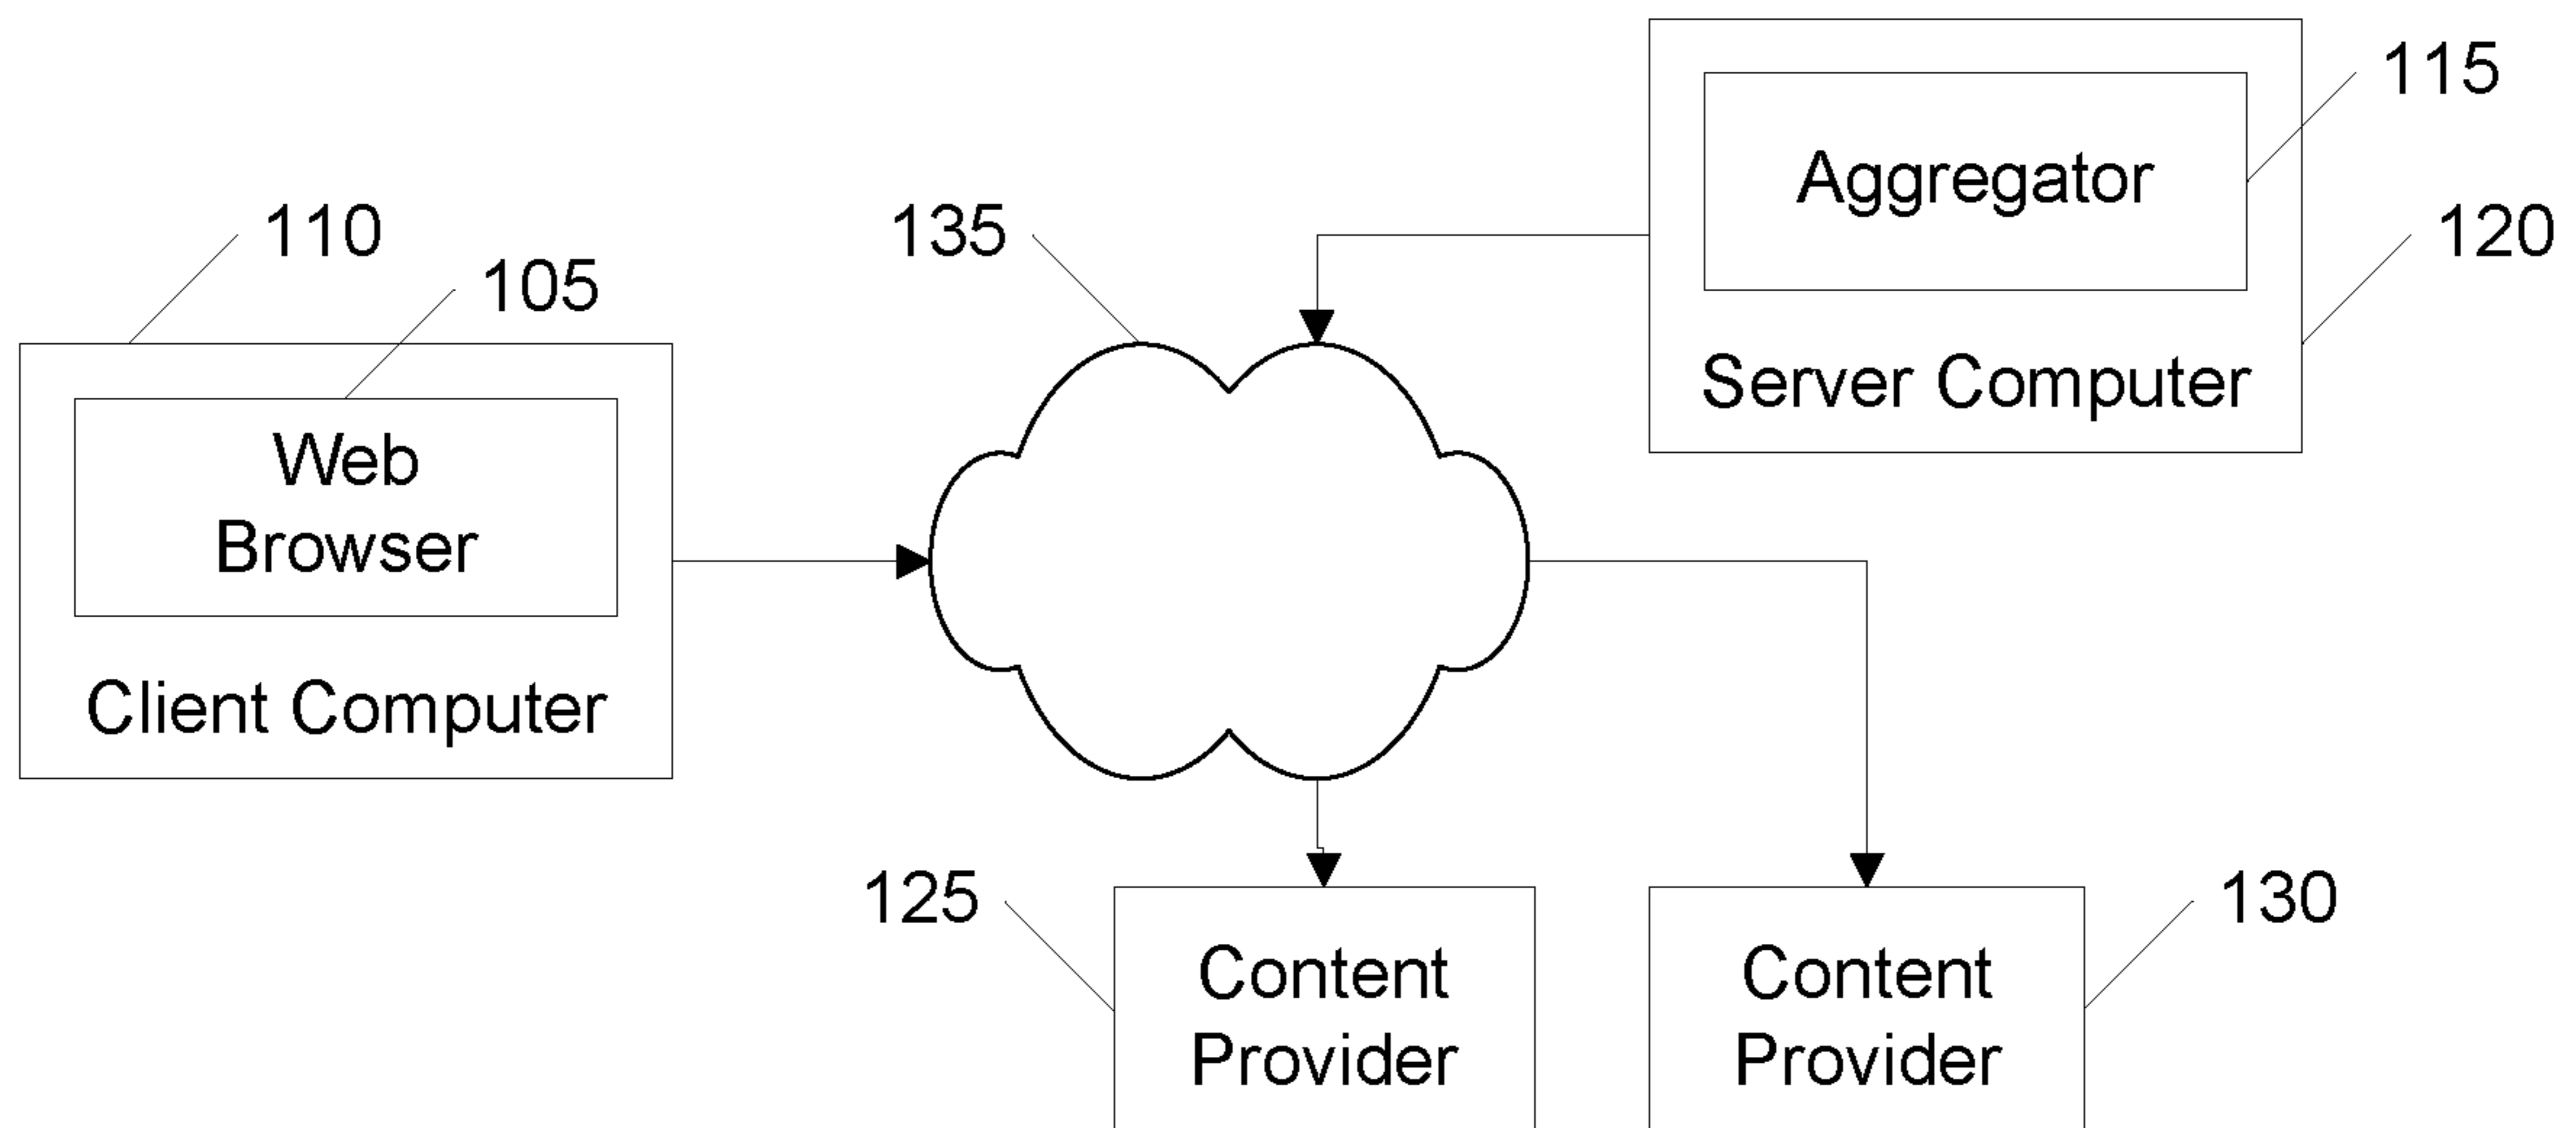 115
Aggregator
110
135
120
105
Server Computer
Web
Browser
Client Computer
125
130
Content
Provider
Content
Provider